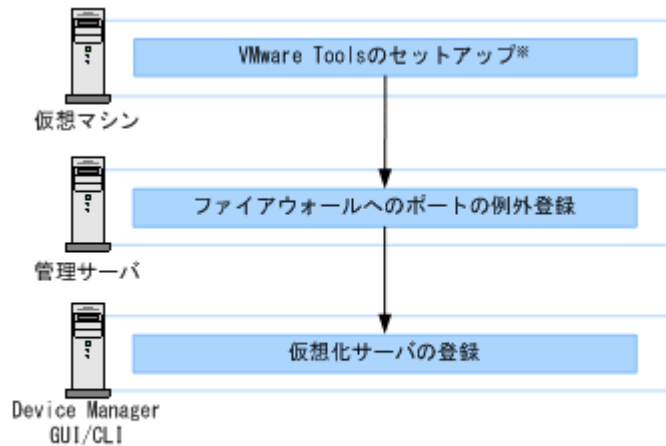 VMware Toolsのセットアップ※
仮想マシン
ファイアウォールへのポートの例外登録
管理サーバ
仮想化サーバの登録
Device Manager
GUI/CLI